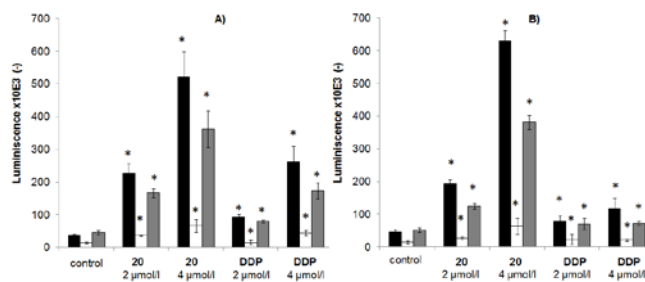 A)
Luminiscence x10E3 (-)
700
600
500
400
300
200
100
0
*
*
*
*
*
*
*
*
*
*
*
*
control
20
2 µmol/l
20
4 µmol/l
DDP
2 µmol/l
DDP
4 µmol/l
B)
Luminiscence x10E3 (-)
700
600
500
400
300
200
100
0
*
*
*
*
*
*
*
*
*
*
*
*
control
20
2 µmol/l
20
4 µmol/l
DDP
2 µmol/l
DDP
4 µmol/l